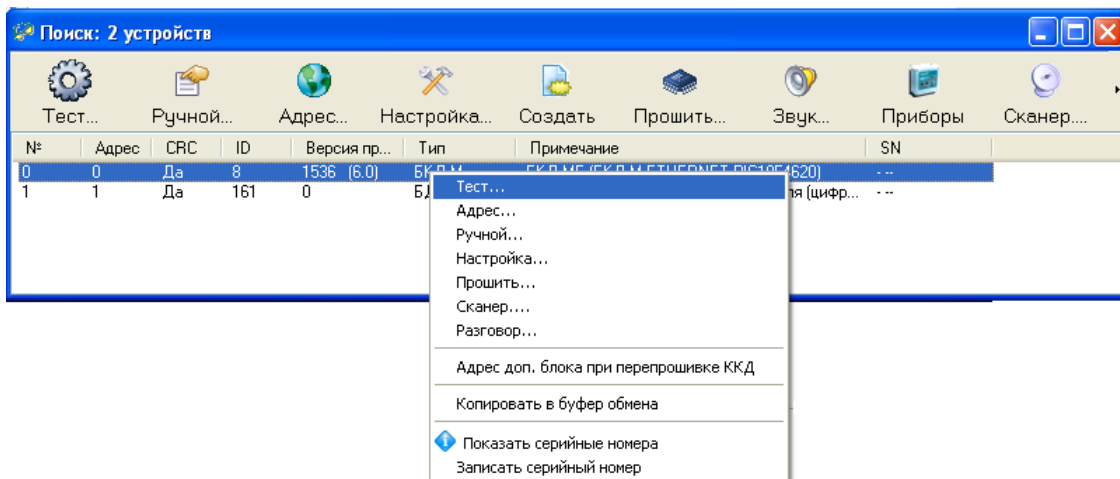 Поиск: 2 устройств
Тест... Ручной... Адрес... Настройка... Создать Прошить... Звук... Приборы Сканер....
№ Адрес CRC ID Версия пр... Тип Примечание SN
0 0 Да 8 1536 (6.0) - --
1 1 Да 161 0 (цифр... - --
Тест...
Адрес...
Ручной...
Настройка...
Прошить...
Сканер....
Разговор...
Адрес доп. блока при перепрошивке ККД
Копировать в буфер обмена
Показать серийные номера
Записать серийный номер